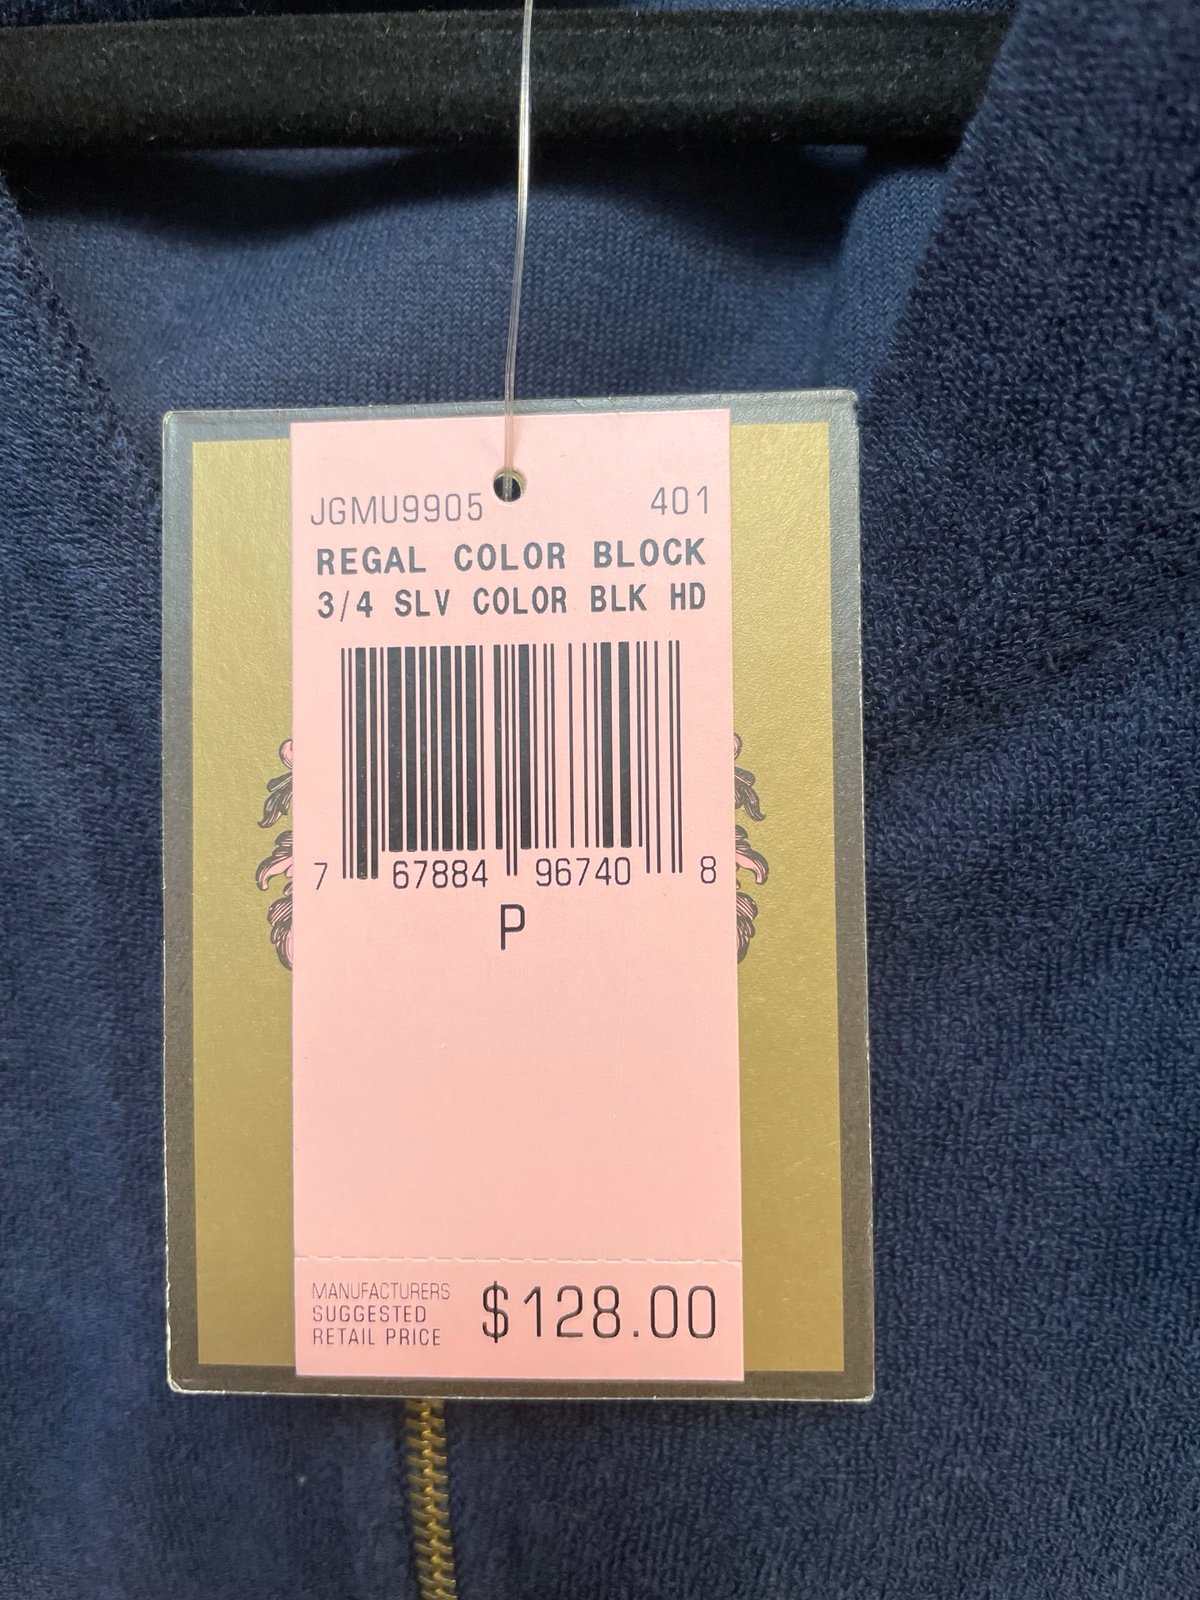 JGMU9905 401
REGAL COLOR BLOCK
3/4 SLV COLOR BLK HD
7 67884 96740 8
P
MANUFACTURERS
SUGGESTED
RETAIL PRICE
$128.00